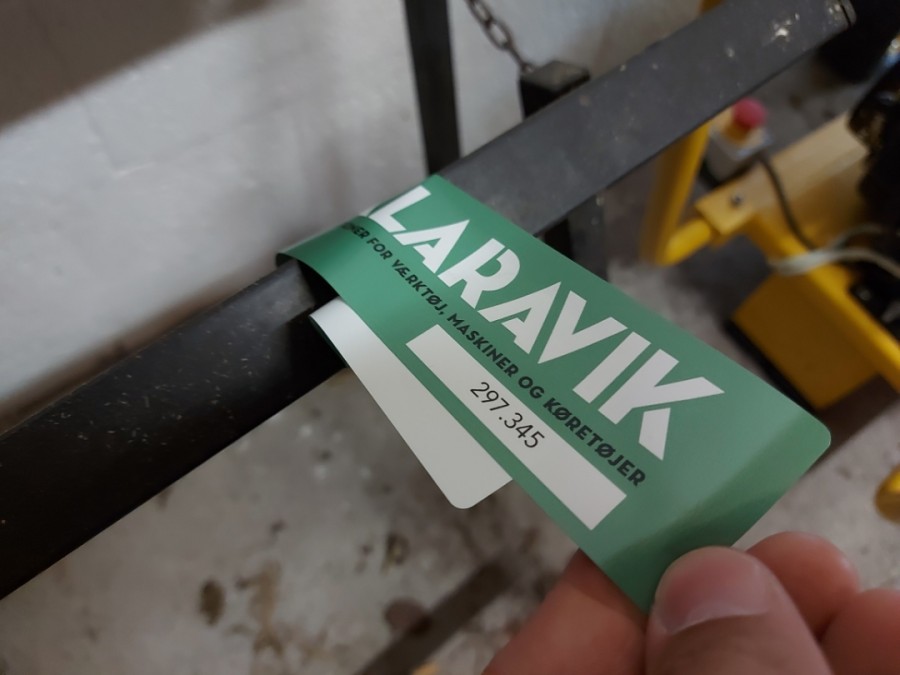 LARAVIK
FOR VÆRKTØJ, MASKINER OG KØRETØJER
297.345